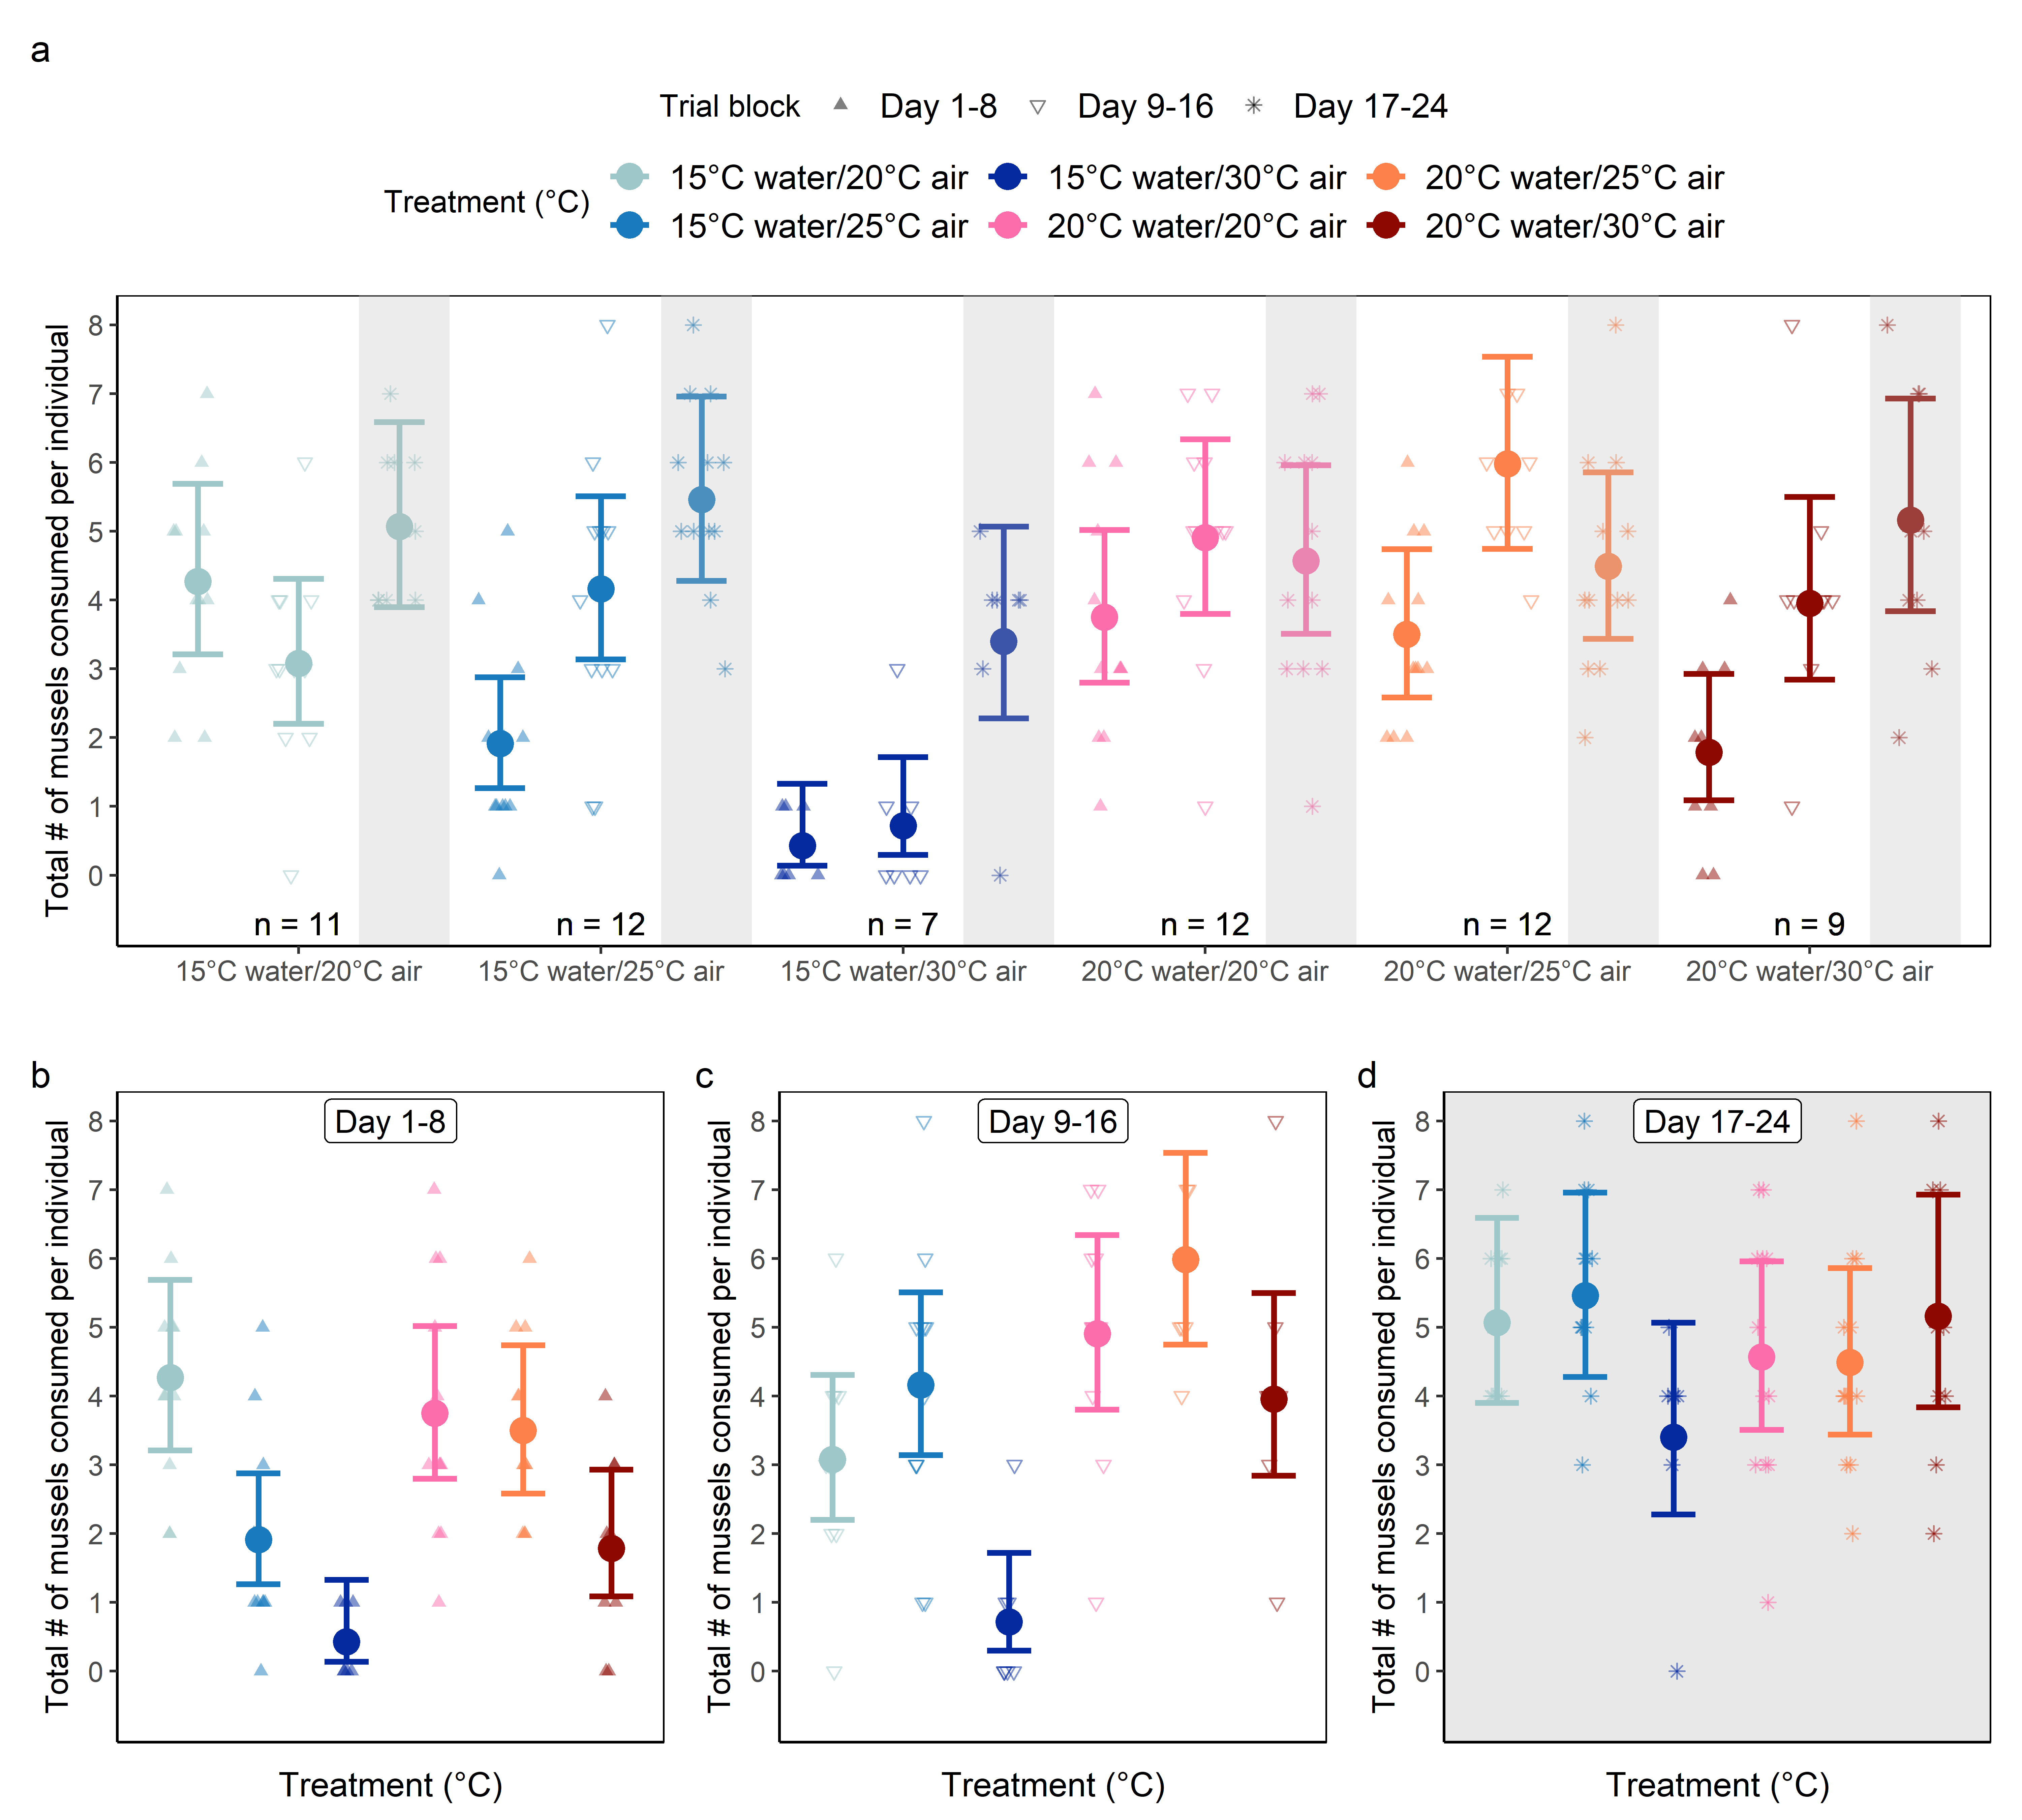 a
Trial block Day 1-8 Day 9-16 Day 17-24
Treatment (°C)
15°C water/20°C air 15°C water/30°C air 20°C water/25°C air
15°C water/25°C air 20°C water/20°C air 20°C water/30°C air
Total # of mussels consumed per individual
8
7
6
5
4
3
2
1
0
n = 11 n = 12 n = 7 n = 12 n = 12 n = 9
15°C water/20°C air 15°C water/25°C air 15°C water/30°C air 20°C water/20°C air 20°C water/25°C air 20°C water/30°C air
b
Day 1-8
Total # of mussels consumed per individual
8
7
6
5
4
3
2
1
0
Treatment (°C)
c
Day 9-16
Total # of mussels consumed per individual
8
7
6
5
4
3
2
1
0
Treatment (°C)
d
Day 17-24
Total # of mussels consumed per individual
8
7
6
5
4
3
2
1
0
Treatment (°C)